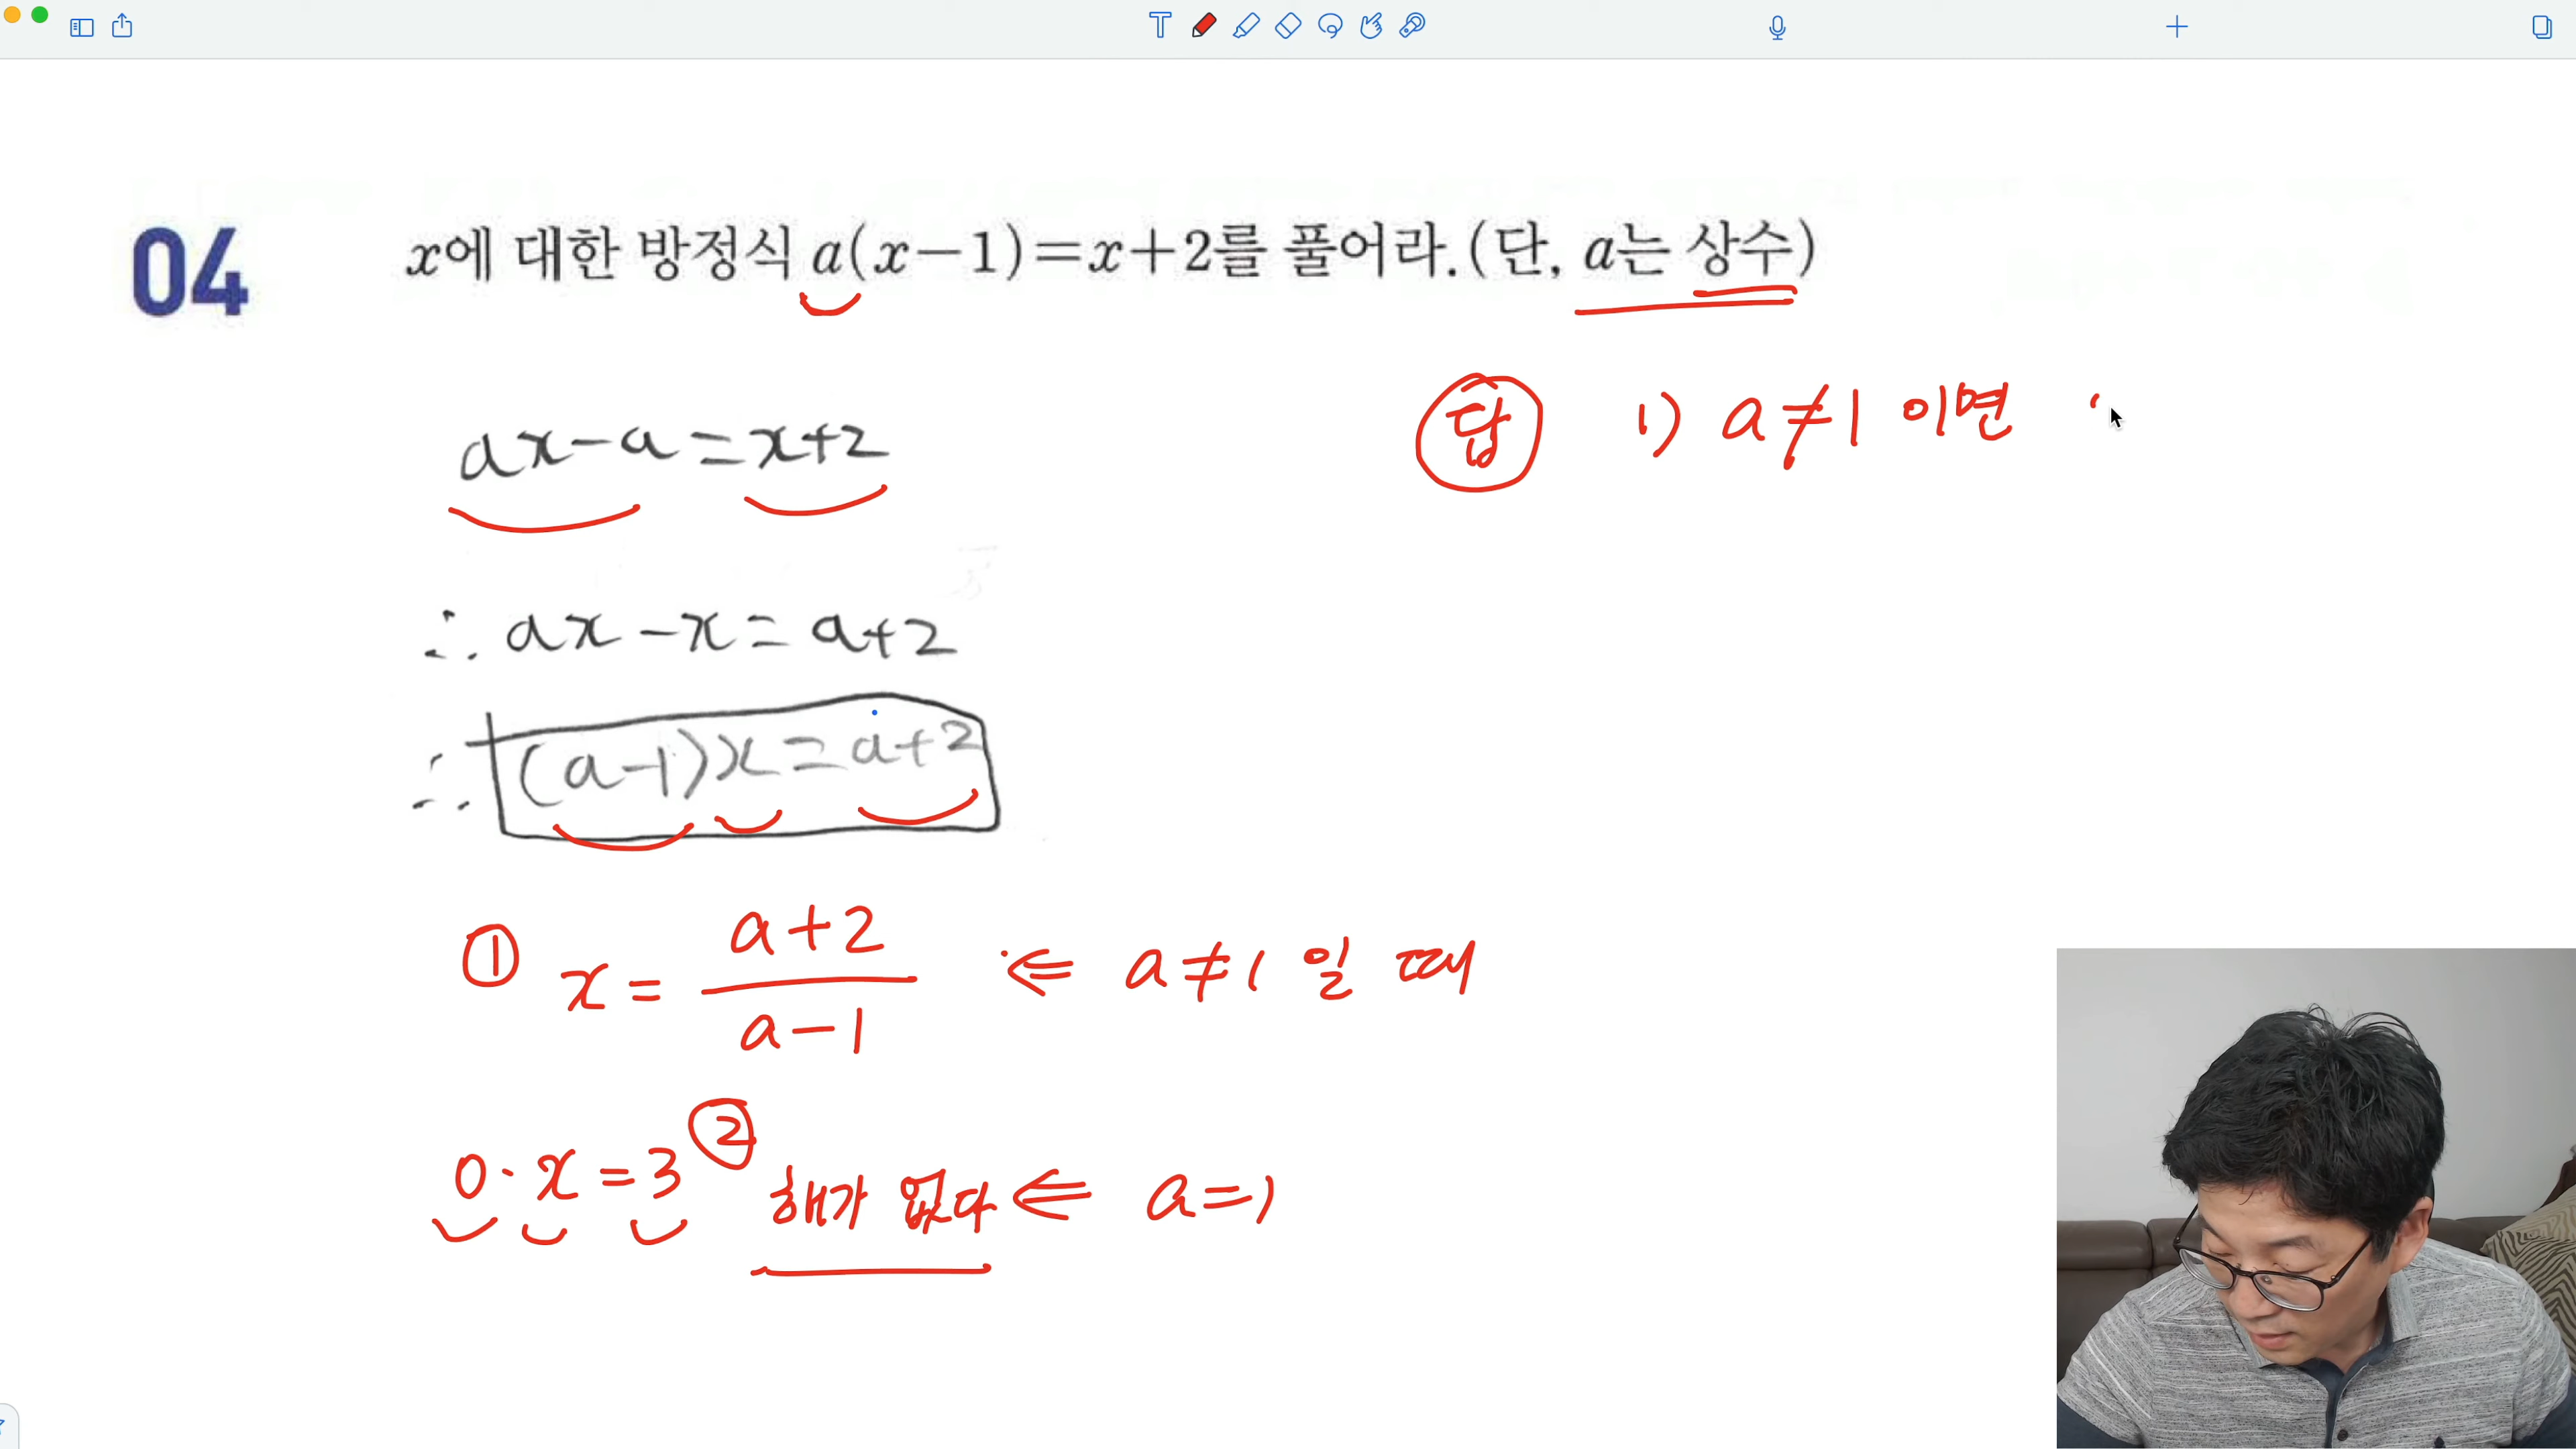 04 x에 대한 방정식 a(x−1)=x+2를 풀어라.(단, a는 상수)
답 1) a≠1 이면
ax−a=x+2
∴ ax−x=a+2
∴ (a−1)x=a+2
① x= a+2 / a−1 ⇐ a≠1 일 때
0·x=3 ② 해가 없다 ⇐ a=1